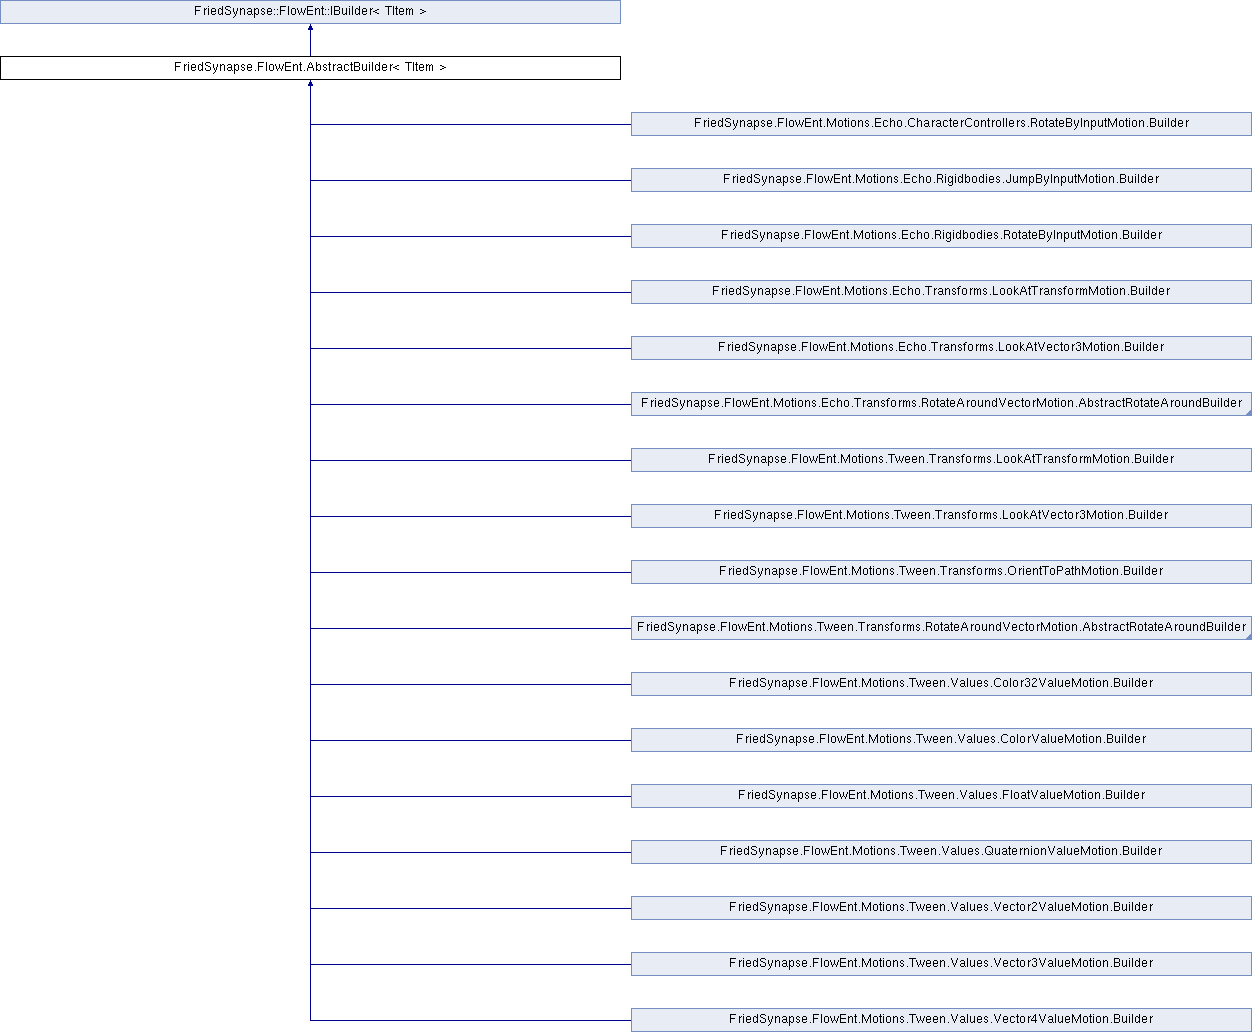 FriedSynapse::FlowEnt::IBuilder< TItem >
FriedSynapse.FlowEnt.AbstractBuilder< TItem >
FriedSynapse.FlowEnt.Motions.Echo.CharacterControllers.RotateByInputMotion.Builder
FriedSynapse.FlowEnt.Motions.Echo.Rigidbodies.JumpByInputMotion.Builder
FriedSynapse.FlowEnt.Motions.Echo.Rigidbodies.RotateByInputMotion.Builder
FriedSynapse.FlowEnt.Motions.Echo.Transforms.LookAtTransformMotion.Builder
FriedSynapse.FlowEnt.Motions.Echo.Transforms.LookAtVector3Motion.Builder
FriedSynapse.FlowEnt.Motions.Echo.Transforms.RotateAroundVectorMotion.AbstractRotateAroundBuilder
FriedSynapse.FlowEnt.Motions.Tween.Transforms.LookAtTransformMotion.Builder
FriedSynapse.FlowEnt.Motions.Tween.Transforms.LookAtVector3Motion.Builder
FriedSynapse.FlowEnt.Motions.Tween.Transforms.OrientToPathMotion.Builder
FriedSynapse.FlowEnt.Motions.Tween.Transforms.RotateAroundVectorMotion.AbstractRotateAroundBuilder
FriedSynapse.FlowEnt.Motions.Tween.Values.Color32ValueMotion.Builder
FriedSynapse.FlowEnt.Motions.Tween.Values.ColorValueMotion.Builder
FriedSynapse.FlowEnt.Motions.Tween.Values.FloatValueMotion.Builder
FriedSynapse.FlowEnt.Motions.Tween.Values.QuaternionValueMotion.Builder
FriedSynapse.FlowEnt.Motions.Tween.Values.Vector2ValueMotion.Builder
FriedSynapse.FlowEnt.Motions.Tween.Values.Vector3ValueMotion.Builder
FriedSynapse.FlowEnt.Motions.Tween.Values.Vector4ValueMotion.Builder